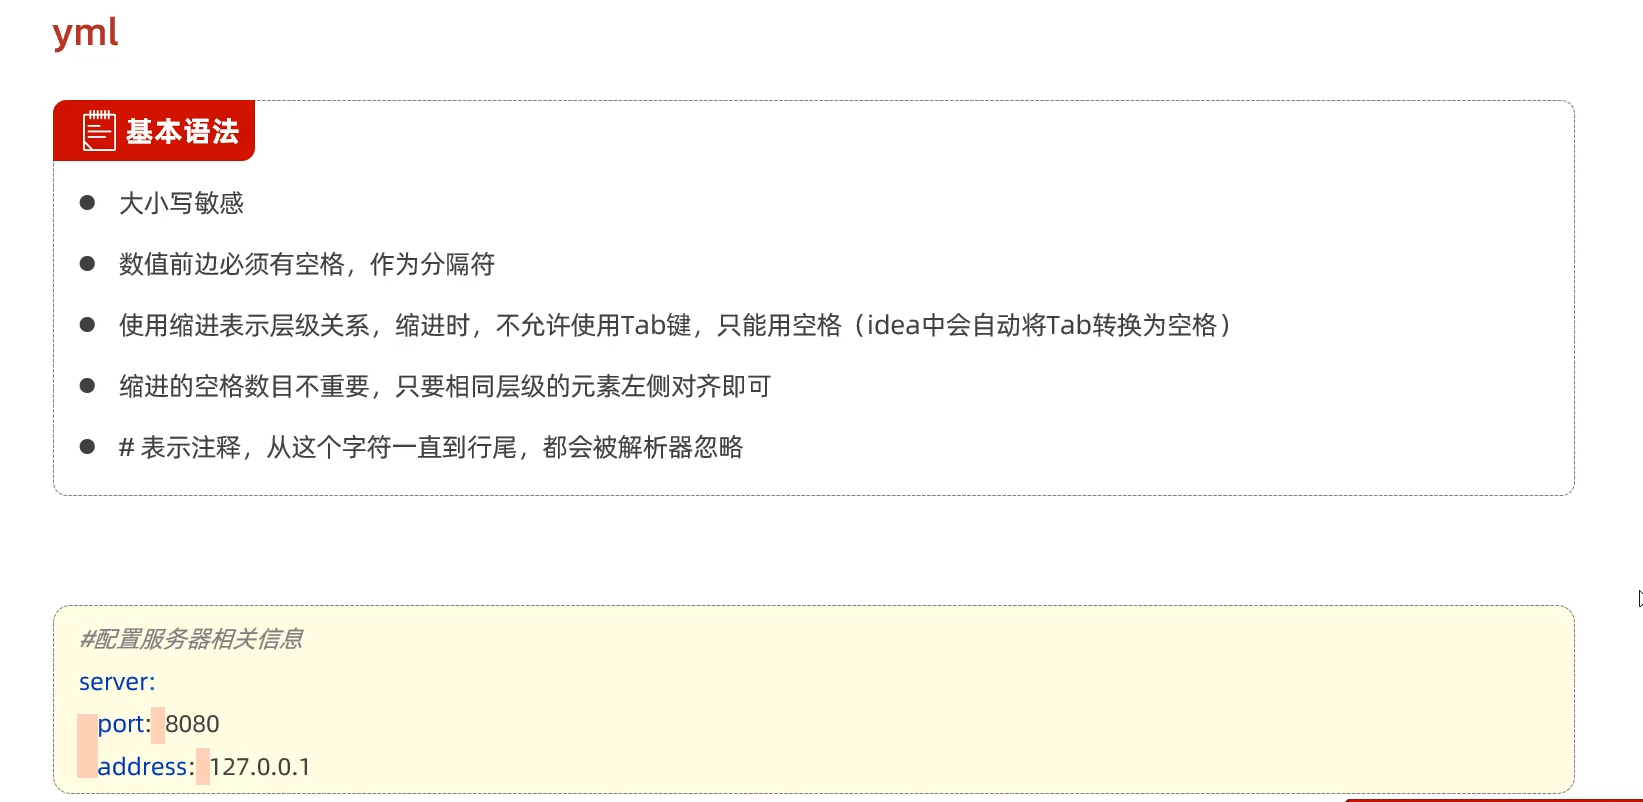 yml
基本语法
大小写敏感
数值前边必须有空格，作为分隔符
使用缩进表示层级关系，缩进时，不允许使用Tab键，只能用空格（idea中会自动将Tab转换为空格）
缩进的空格数目不重要，只要相同层级的元素左侧对齐即可
# 表示注释，从这个字符一直到行尾，都会被解析器忽略
#配置服务器相关信息
server:
  port: 8080
  address: 127.0.0.1